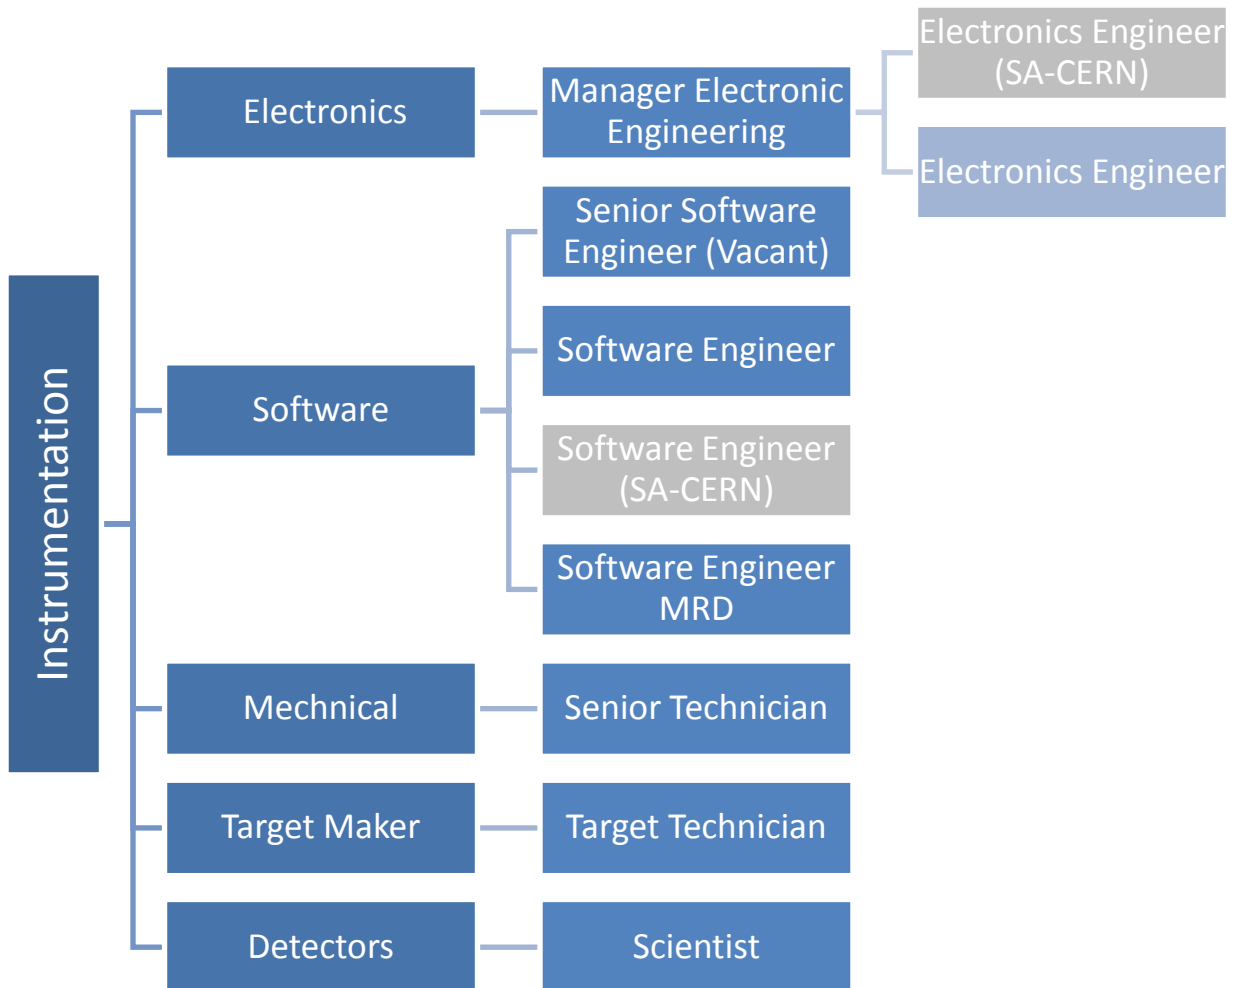 Instrumentation
Electronics
Manager Electronic
Engineering
Electronics Engineer
(SA-CERN)
Electronics Engineer
Software
Senior Software
Engineer (Vacant)
Software Engineer
Software Engineer
(SA-CERN)
Software Engineer
MRD
Mechnical
Senior Technician
Target Maker
Target Technician
Detectors
Scientist